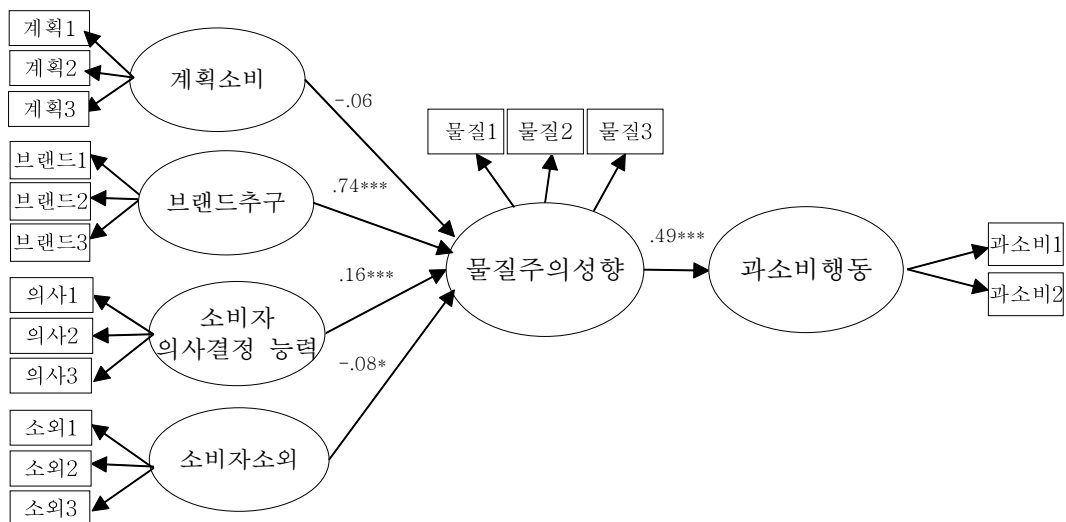 계획1
계획2
계획3
계획소비
-.06
브랜드1
브랜드2
브랜드3
브랜드추구
.74***
의사1
의사2
의사3
소비자
의사결정 능력
.16***
소외1
소외2
소외3
소비자소외
-.08*
물질1
물질2
물질3
물질주의성향
.49***
과소비행동
과소비1
과소비2